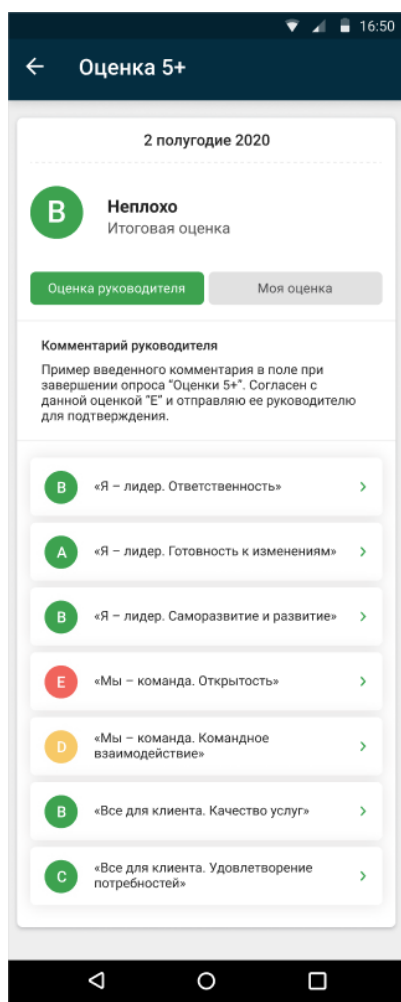 16:50
Оценка 5+
2 полугодие 2020
B
Неплохо
Итоговая оценка
Оценка руководителя
Моя оценка
Комментарий руководителя
Пример введенного комментария в поле при
завершении опроса “Оценки 5+”. Согласен с
данной оценкой “E” и отправляю ее руководителю
для подтверждения.
B
«Я – лидер. Ответственность»
A
«Я – лидер. Готовность к изменениям»
B
«Я – лидер. Саморазвитие и развитие»
E
«Мы – команда. Открытость»
D
«Мы – команда. Командное
взаимодействие»
B
«Все для клиента. Качество услуг»
C
«Все для клиента. Удовлетворение
потребностей»